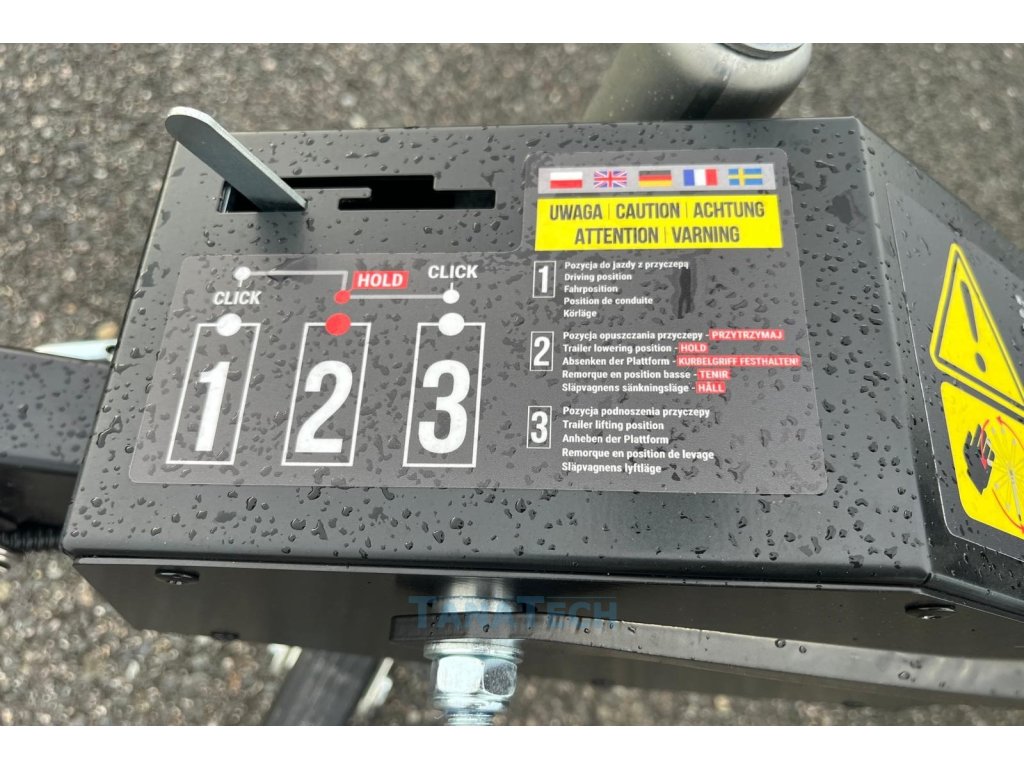 UWAGA | CAUTION | ACHTUNG
ATTENTION | VARNING
CLICK
HOLD
CLICK
1
2
3
1
Pozycja do jazdy z przyczepą
Driving position
Fahrposition
Position de conduite
Körläge
2
Pozycja opuszczania przyczepy - PRZYTRZYMAJ
Trailer lowering position - HOLD
Absenken der Plattform - KURBELGRIFF FESTHALTEN!
Remorque en position basse - TENIR
Släpvagnens sänkningsläge - HÅLL
3
Pozycja podnoszenia przyczepy
Trailer lifting position
Anheben der Plattform
Remorque en position de levage
Släpvagnens lyftläge
TANATECH